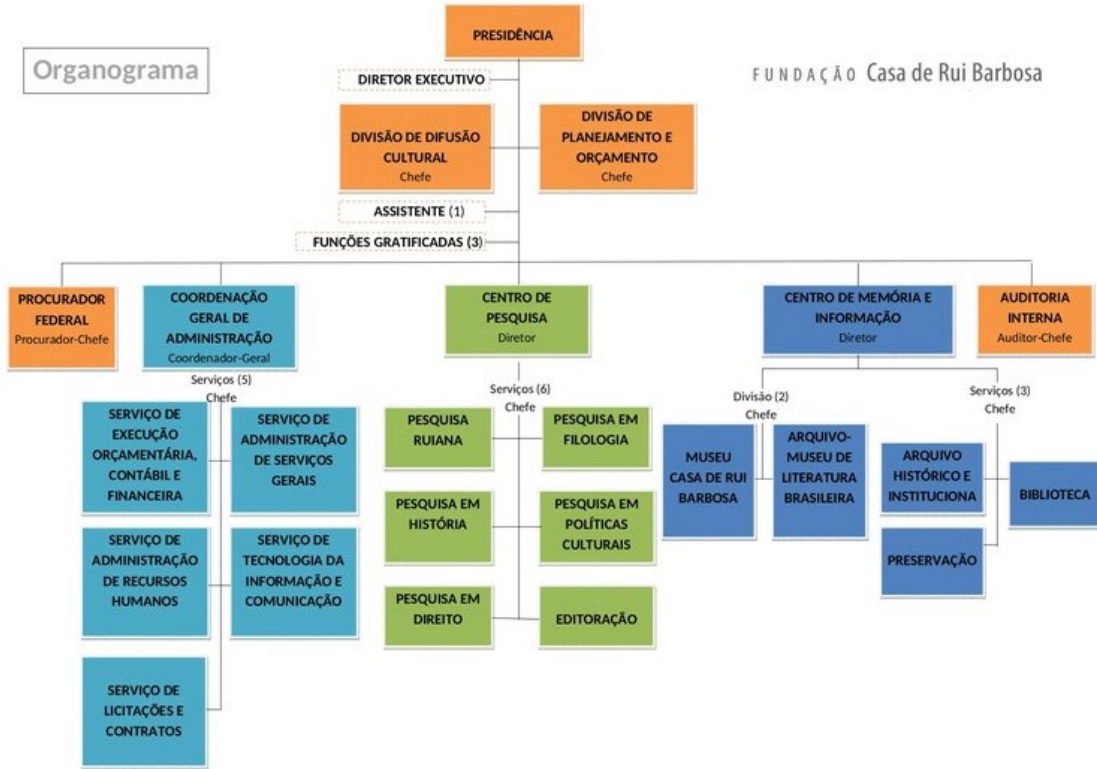 PRESIDÊNCIA
Organograma
FUNDAÇÃO Casa de Rui Barbosa
DIRETOR EXECUTIVO
DIVISÃO DE DIFUSÃO
CULTURAL
Chefe
DIVISÃO DE
PLANEJAMENTO E
ORÇAMENTO
Chefe
ASSISTENTE (1)
FUNÇÕES GRATIFICADAS (3)
PROCURADOR
FEDERAL
Procurador-Chefe
COORDENAÇÃO
GERAL DE
ADMINISTRAÇÃO
Coordenador-Geral
CENTRO DE
PESQUISA
Diretor
CENTRO DE MEMÓRIA E
INFORMAÇÃO
Diretor
AUDITORIA
INTERNA
Auditor-Chefe
Serviços (5)
Chefe
SERVIÇO DE
EXECUÇÃO
ORÇAMENTÁRIA,
CONTÁBIL E
FINANCEIRA
SERVIÇO DE
ADMINISTRAÇÃO
DE SERVIÇOS
GERAIS
SERVIÇO DE
ADMINISTRAÇÃO
DE RECURSOS
HUMANOS
SERVIÇO DE
TECNOLOGIA DA
INFORMAÇÃO E
COMUNICAÇÃO
SERVIÇO DE
LICITAÇÕES E
CONTRATOS
Serviços (6)
Chefe
PESQUISA
RUIANA
PESQUISA EM
FILOLOGIA
PESQUISA EM
HISTÓRIA
PESQUISA EM
POLÍTICAS
CULTURAIS
PESQUISA EM
DIREITO
EDITORAÇÃO
Divisão (2)
Chefe
MUSEU
CASA DE RUI
BARBOSA
ARQUIVO-
MUSEU DE
LITERATURA
BRASILEIRA
Serviços (3)
Chefe
ARQUIVO
HISTÓRICO E
INSTITUCIONA
BIBLIOTECA
PRESERVAÇÃO